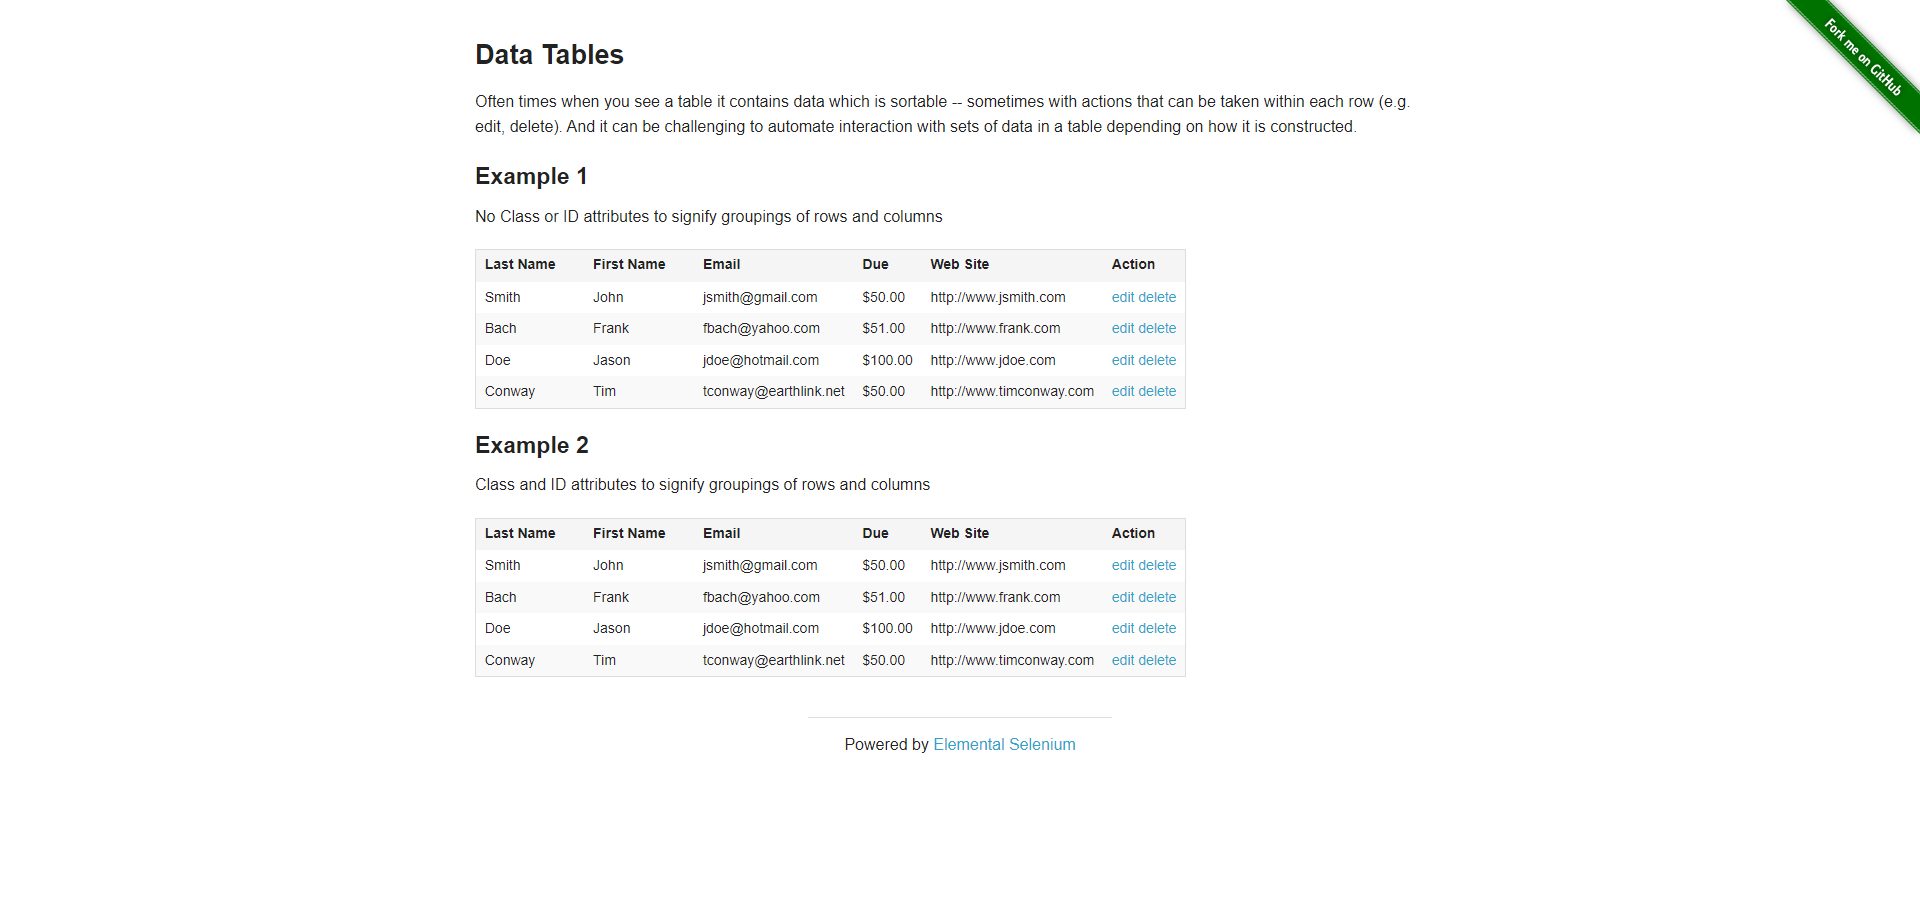 Fork me on GitHub
Data Tables
Often times when you see a table it contains data which is sortable -- sometimes with actions that can be taken within each row (e.g.
edit, delete). And it can be challenging to automate interaction with sets of data in a table depending on how it is constructed.
Example 1
No Class or ID attributes to signify groupings of rows and columns
Last Name First Name Email Due Web Site Action
Smith John jsmith@gmail.com $50.00 http://www.jsmith.com edit delete
Bach Frank fbach@yahoo.com $51.00 http://www.frank.com edit delete
Doe Jason jdoe@hotmail.com $100.00 http://www.jdoe.com edit delete
Conway Tim tconway@earthlink.net $50.00 http://www.timconway.com edit delete
Example 2
Class and ID attributes to signify groupings of rows and columns
Last Name First Name Email Due Web Site Action
Smith John jsmith@gmail.com $50.00 http://www.jsmith.com edit delete
Bach Frank fbach@yahoo.com $51.00 http://www.frank.com edit delete
Doe Jason jdoe@hotmail.com $100.00 http://www.jdoe.com edit delete
Conway Tim tconway@earthlink.net $50.00 http://www.timconway.com edit delete
Powered by Elemental Selenium